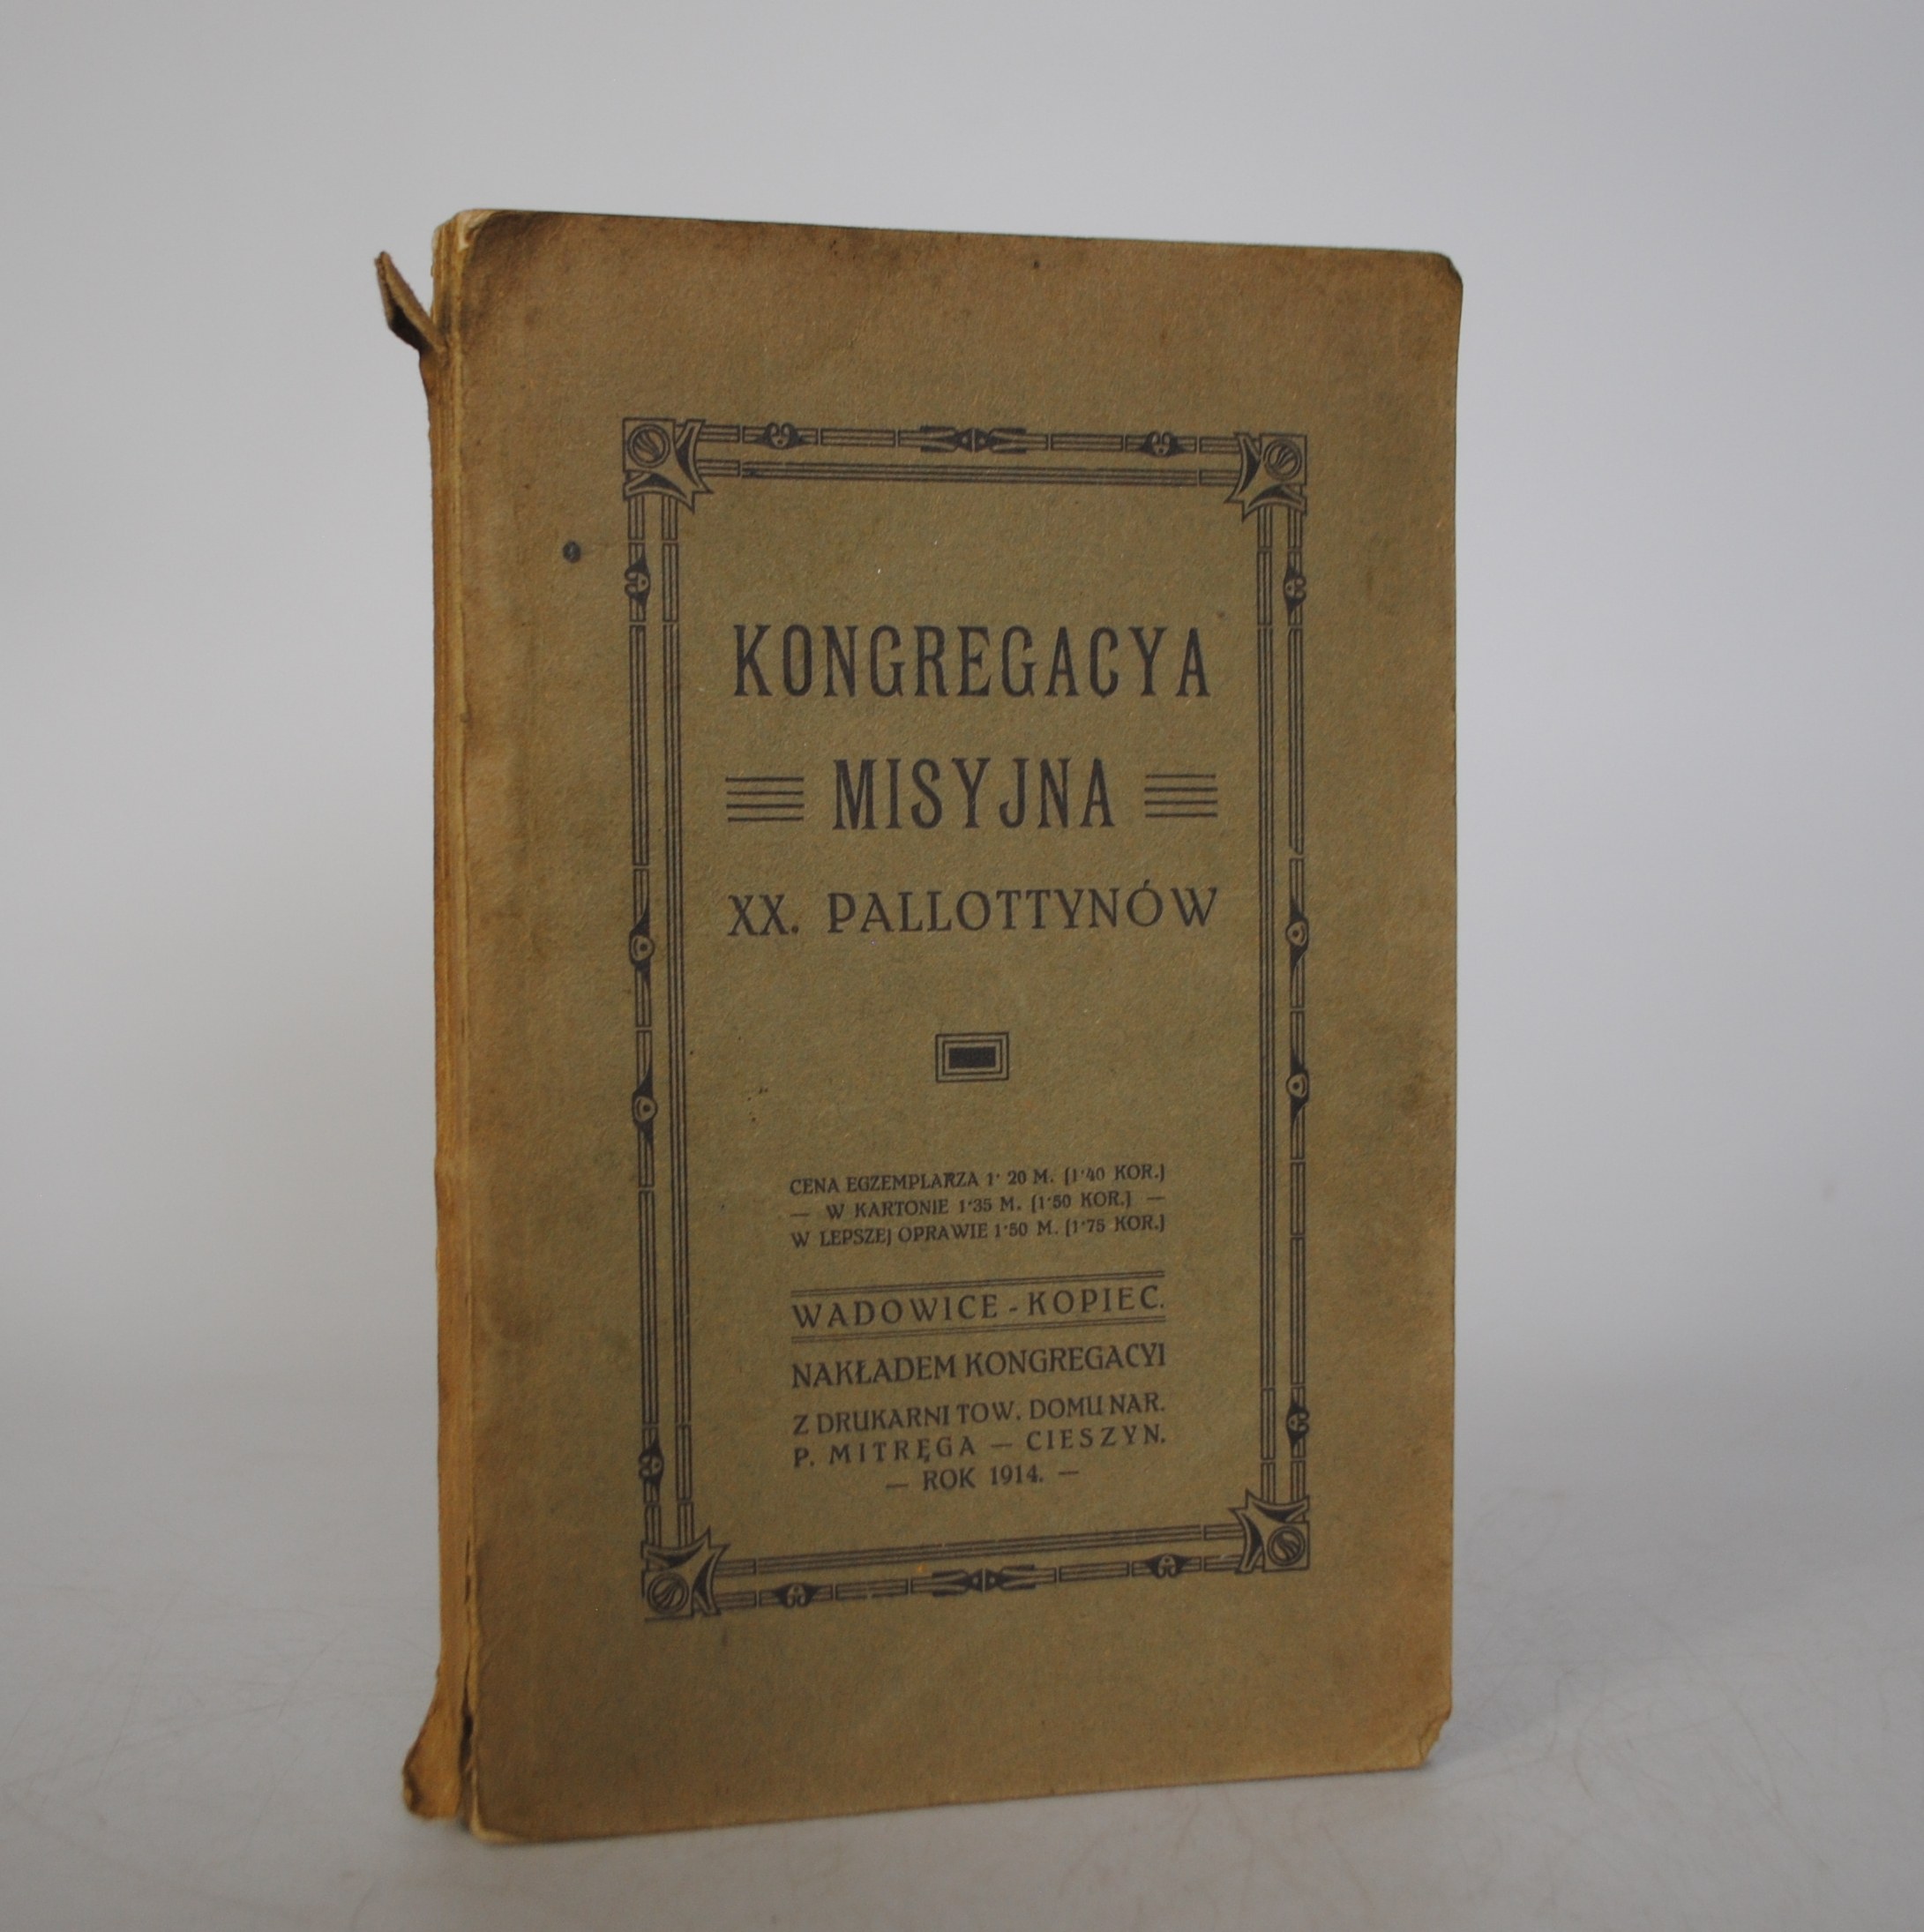 KONGREGACYA
MISYJNA
XX. PALLOTTYNÓW
CENA EGZEMPLARZA 1· 20 M. (1·40 KOR.)
— W KARTONIE 1·35 M. (1·50 KOR.) —
W LEPSZEJ OPRAWIE 1·50 M. (1·75 KOR.)
WADOWICE - KOPIEC.
NAKŁADEM KONGREGACYI
Z DRUKARNI TOW. DOMU NAR.
P. MITRĘGA — CIESZYN.
— ROK 1914. —